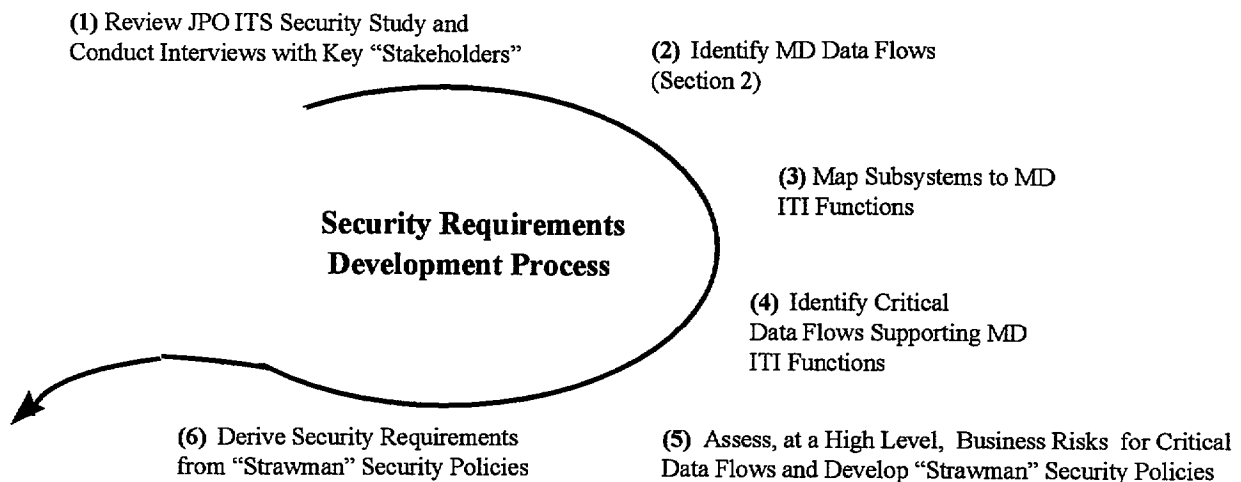 (1) Review JPO ITS Security Study and
Conduct Interviews with Key “Stakeholders”
(2) Identify MD Data Flows
(Section 2)
(3) Map Subsystems to MD
ITI Functions
Security Requirements
Development Process
(4) Identify Critical
Data Flows Supporting MD
ITI Functions
(5) Assess, at a High Level, Business Risks for Critical
Data Flows and Develop “Strawman” Security Policies
(6) Derive Security Requirements
from “Strawman” Security Policies